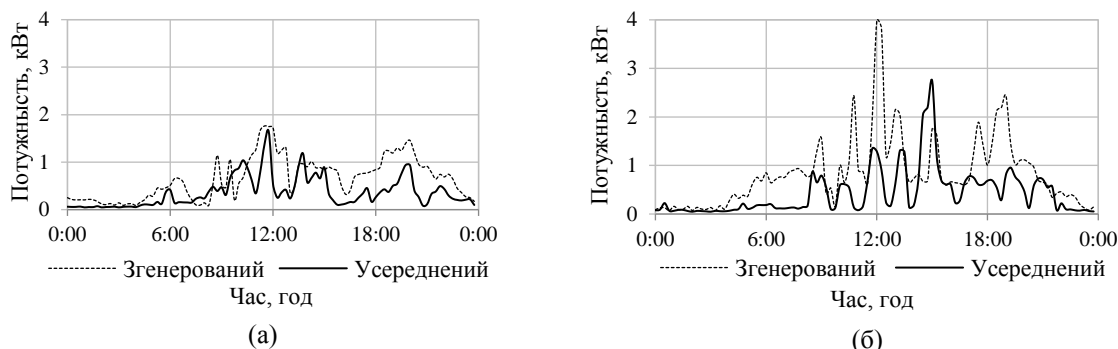 Потужнысть, кВт
4
3
2
1
0
0:00 6:00 12:00 18:00 0:00
Згенерований Усереднений
Час, год
(а)
Потужнысть, кВт
4
3
2
1
0
0:00 6:00 12:00 18:00 0:00
Згенерований Усереднений
Час, год
(б)